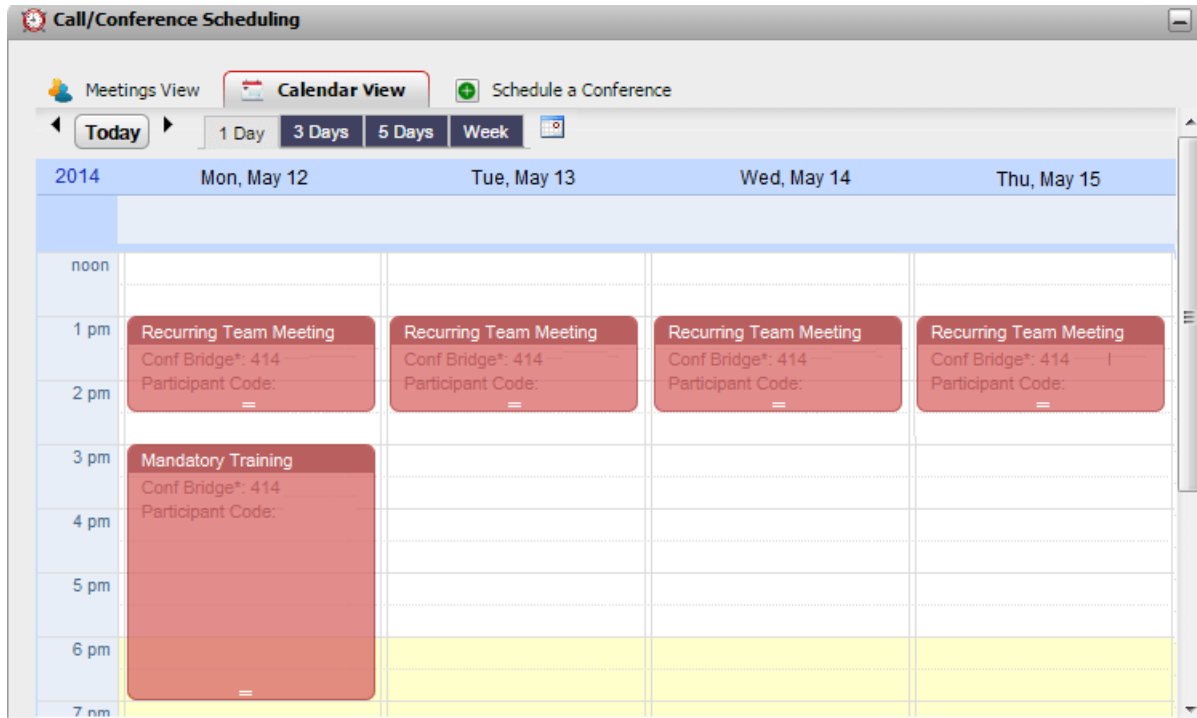 Call/Conference Scheduling
Meetings View Calendar View Schedule a Conference
Today 1 Day 3 Days 5 Days Week
2014 Mon, May 12 Tue, May 13 Wed, May 14 Thu, May 15
noon
1 pm Recurring Team Meeting Recurring Team Meeting Recurring Team Meeting Recurring Team Meeting
Conf Bridge*: 414 Conf Bridge*: 414 Conf Bridge*: 414 Conf Bridge*: 414
Participant Code: Participant Code: Participant Code: Participant Code:
2 pm
3 pm Mandatory Training
Conf Bridge*: 414
Participant Code:
4 pm
5 pm
6 pm
7 pm